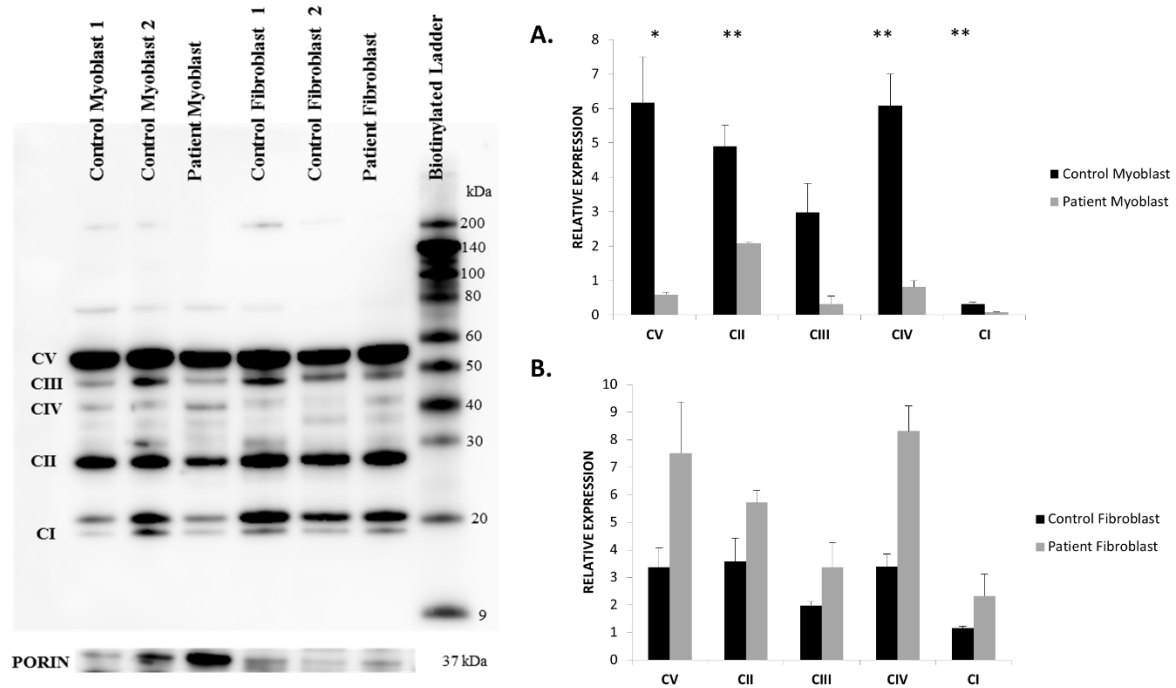 Control Myoblast 1
Control Myoblast 2
Patient Myoblast
Control Fibroblast 1
Control Fibroblast 2
Patient Fibroblast
Biotinylated Ladder
kDa
200
140
100
80
60
50
40
30
20
9
CV
CIII
CIV
CII
CI
PORIN
37 kDa
A.
* ** ** **
RELATIVE EXPRESSION
8
7
6
5
4
3
2
1
0
CV CII CIII CIV CI
Control Myoblast
Patient Myoblast
B.
RELATIVE EXPRESSION
10
9
8
7
6
5
4
3
2
1
0
CV CII CIII CIV CI
Control Fibroblast
Patient Fibroblast